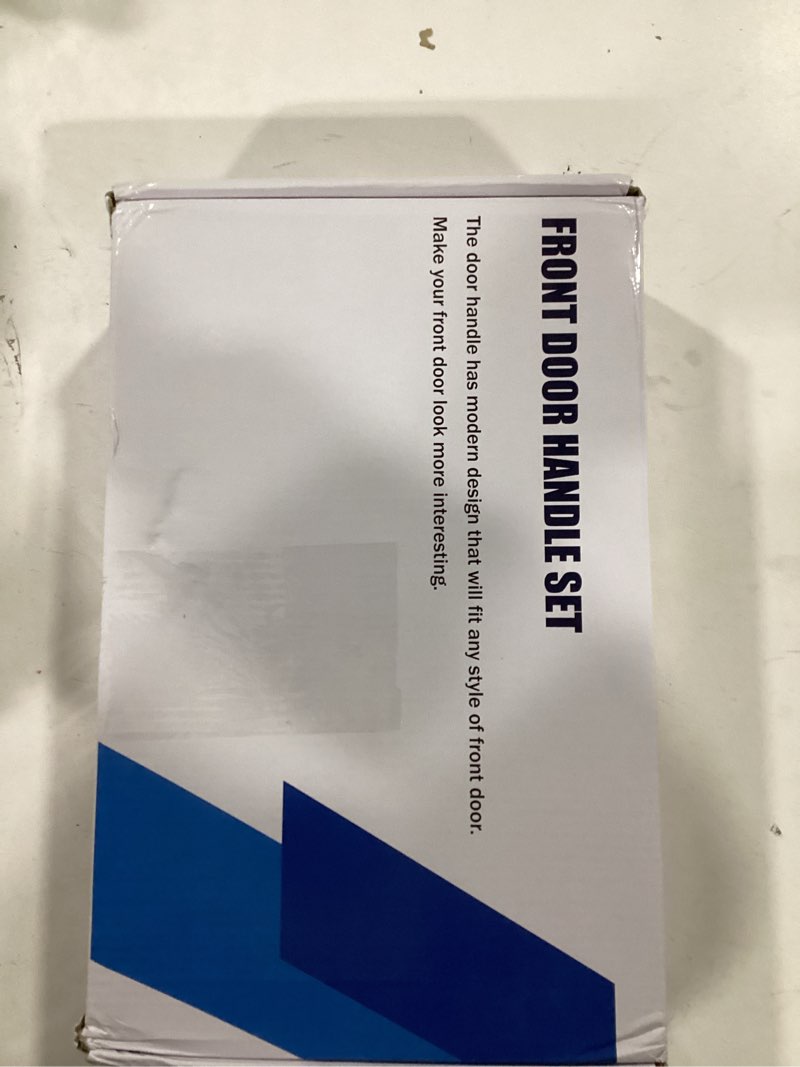 FRONT DOOR HANDLE SET
The door handle has modern design that will fit any style of front door.
Make your front door look more interesting.